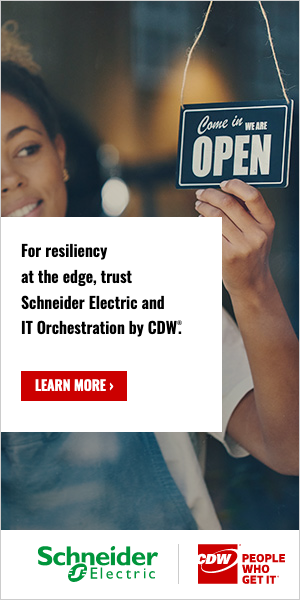 Come in WE ARE
OPEN
For resiliency
at the edge, trust
Schneider Electric and
IT Orchestration by CDW®.
LEARN MORE ›
Schneider
Electric
CDW
PEOPLE
WHO
GET IT